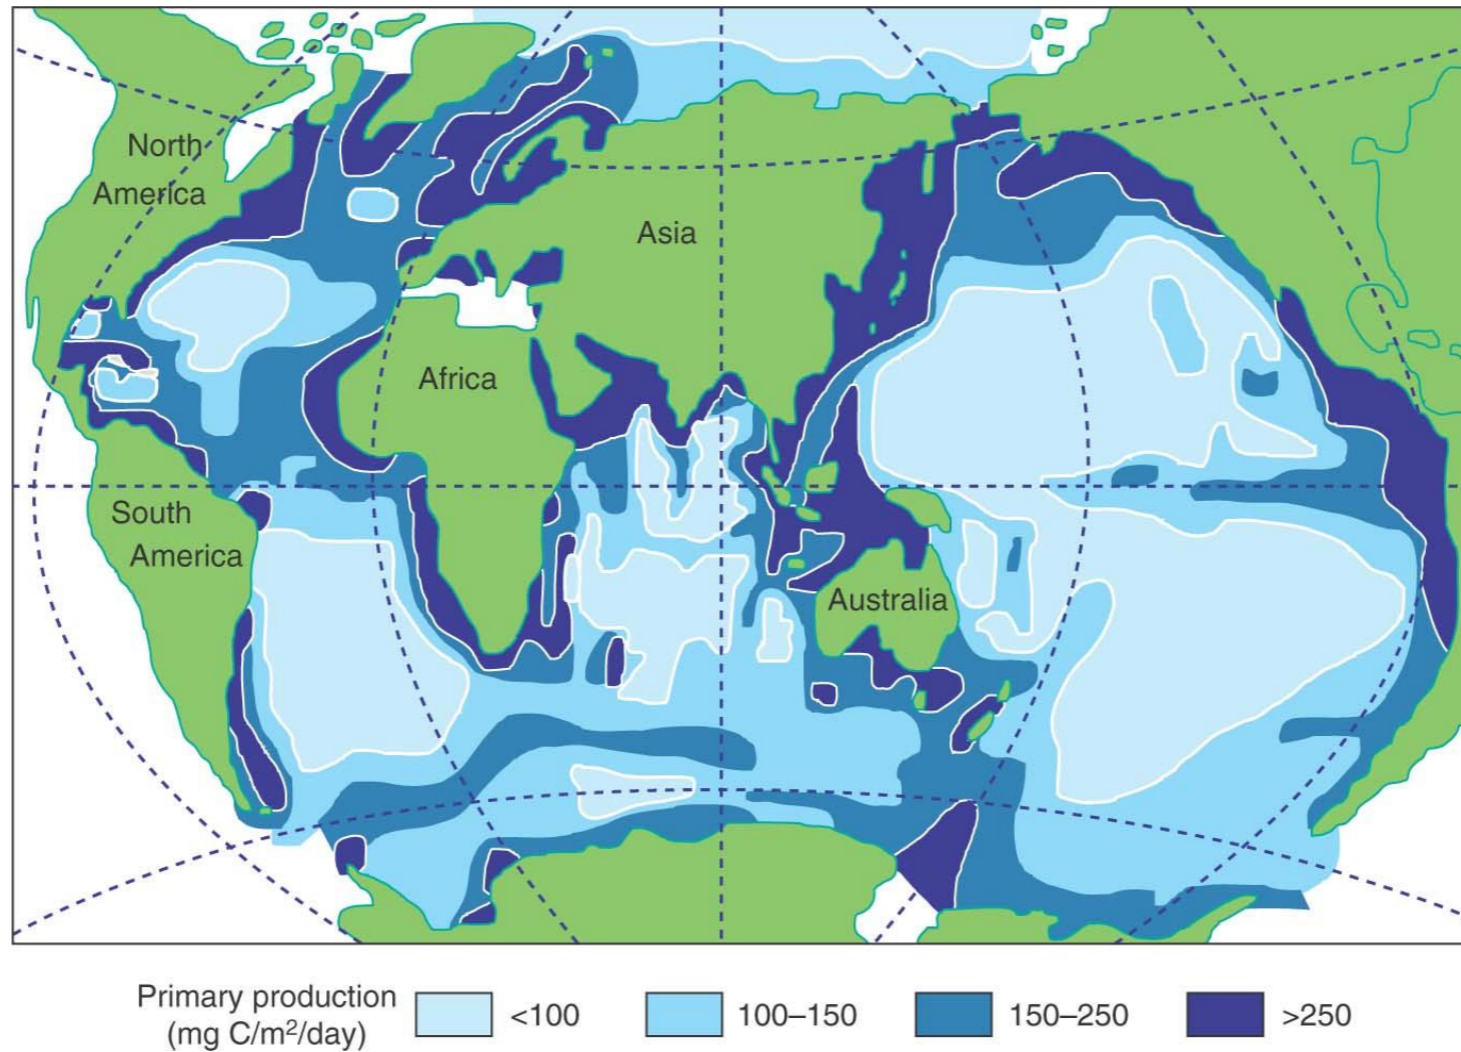 North
America
Asia
Africa
South
America
Australia
Primary production
(mg C/m²/day)
<100
100–150
150–250
>250